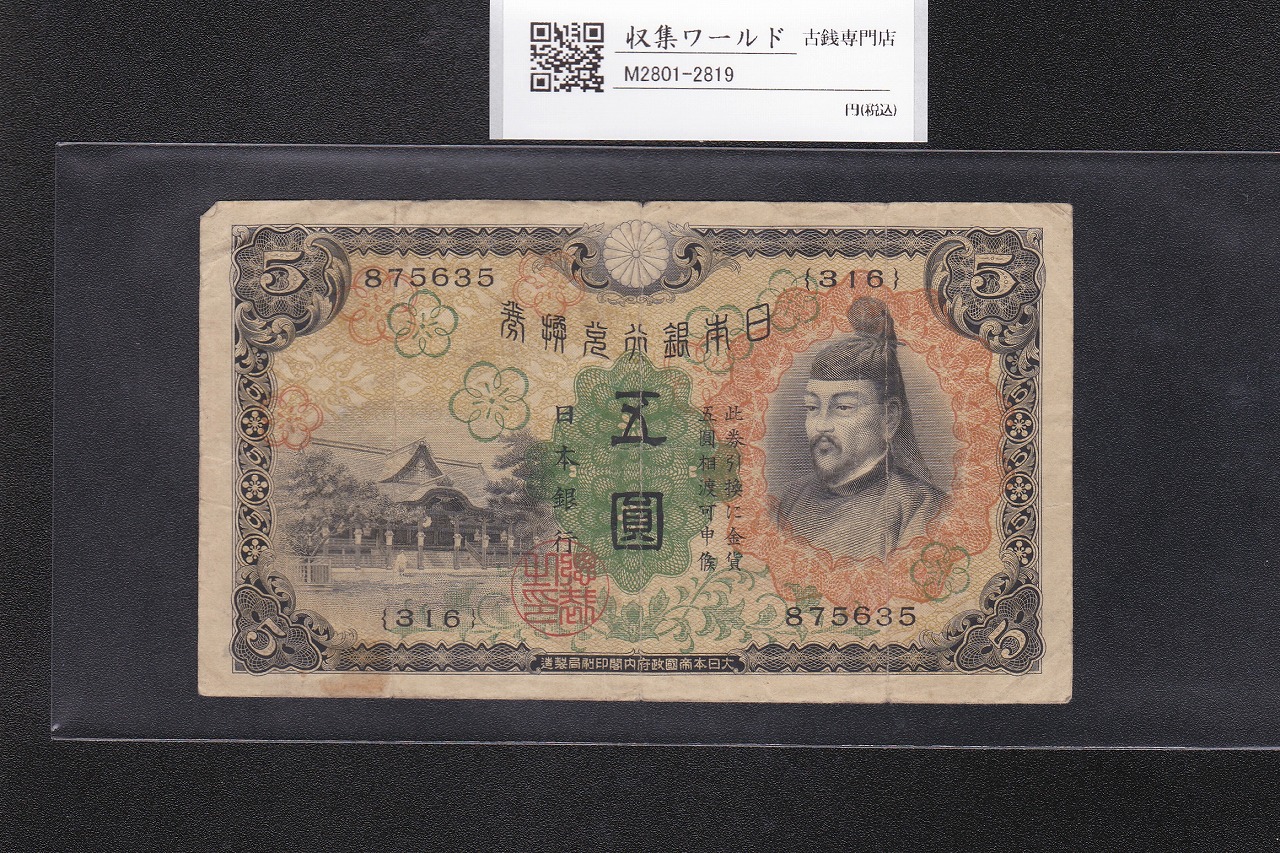 収集ワールド 古銭専門店
M2801-2819
円(税込)
5 5
875635 {316}
日本銀行兌換券
五圓
此券引換に金貨
五圓相渡可申候
日本銀行
{316} 875635
5 5
大日本帝國政府内閣印刷局製造